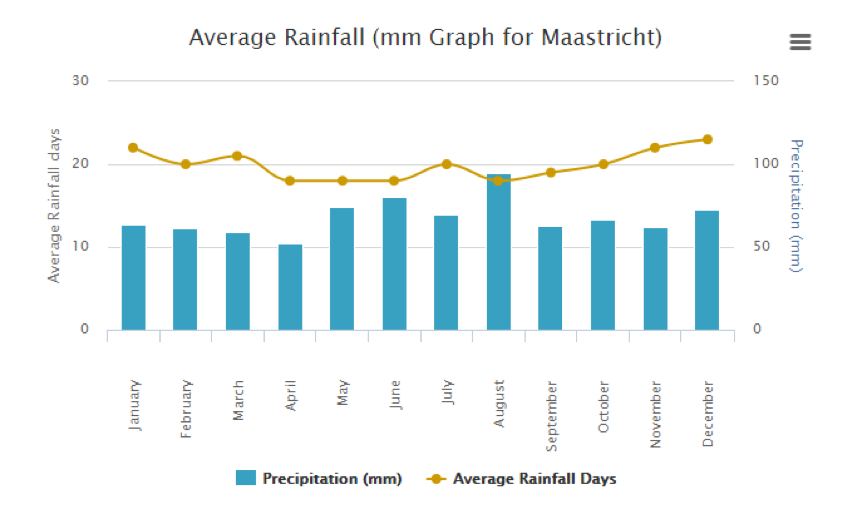 Average Rainfall (mm Graph for Maastricht)
30
20
10
0
Average Rainfall days
150
100
50
0
Precipitation (mm)
January
February
March
April
May
June
July
August
September
October
November
December
Precipitation (mm)
Average Rainfall Days